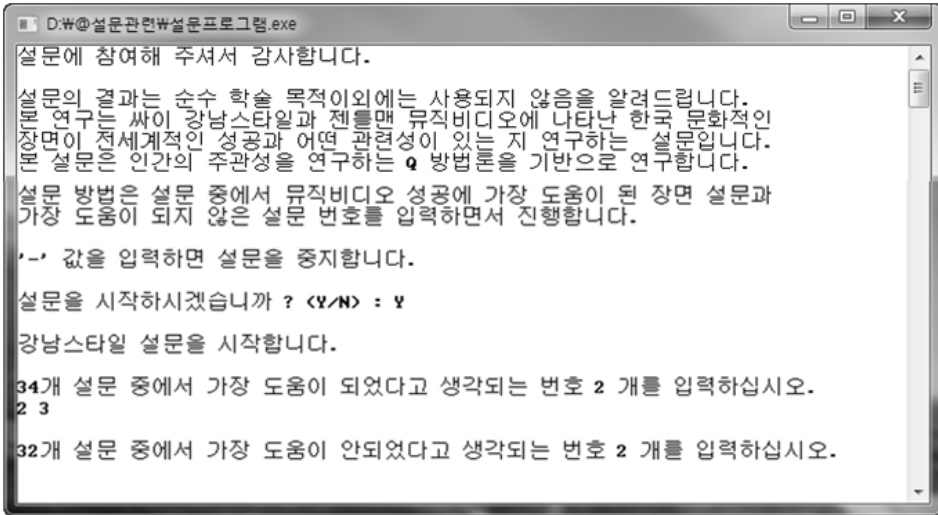 D:₩@설문관련₩설문프로그램.exe
설문에 참여해 주셔서 감사합니다.
설문의 결과는 순수 학술 목적이외에는 사용되지 않음을 알려드립니다.
본 연구는 싸이 강남스타일과 젠틀맨 뮤직비디오에 나타난 한국 문화적인
장면이 전세계적인 성공과 어떤 관련성이 있는 지 연구하는 설문입니다.
본 설문은 인간의 주관성을 연구하는 Q 방법론을 기반으로 연구합니다.
설문 방법은 설문 중에서 뮤직비디오 성공에 가장 도움이 된 장면 설문과
가장 도움이 되지 않은 설문 번호를 입력하면서 진행합니다.
'-' 값을 입력하면 설문을 중지합니다.
설문을 시작하시겠습니까 ? (Y/N) : Y
강남스타일 설문을 시작합니다.
34개 설문 중에서 가장 도움이 되었다고 생각되는 번호 2 개를 입력하십시오.
2 3
32개 설문 중에서 가장 도움이 안되었다고 생각되는 번호 2 개를 입력하십시오.